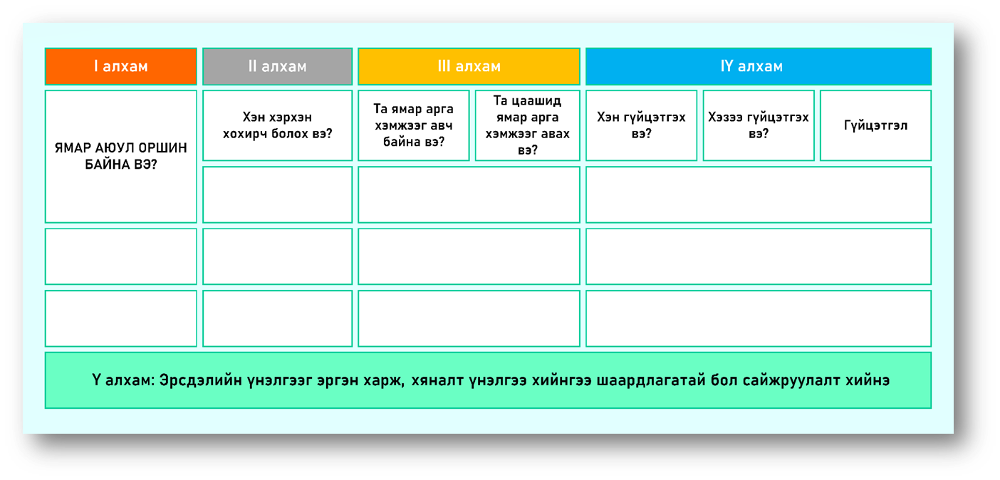 I алхам
II алхам
III алхам
IY алхам
ЯМАР АЮУЛ ОРШИН
БАЙНА ВЭ?
Хэн хэрхэн
хохирч болох вэ?
Та ямар арга
хэмжээг авч
байна вэ?
Та цаашид
ямар арга
хэмжээг авах
вэ?
Хэн гүйцэтгэх
вэ?
Хэзээ гүйцэтгэх
вэ?
Гүйцэтгэл
Y алхам: Эрсдэлийн үнэлгээг эргэн харж, хяналт үнэлгээ хийнгээ шаардлагатай бол сайжруулалт хийнэ